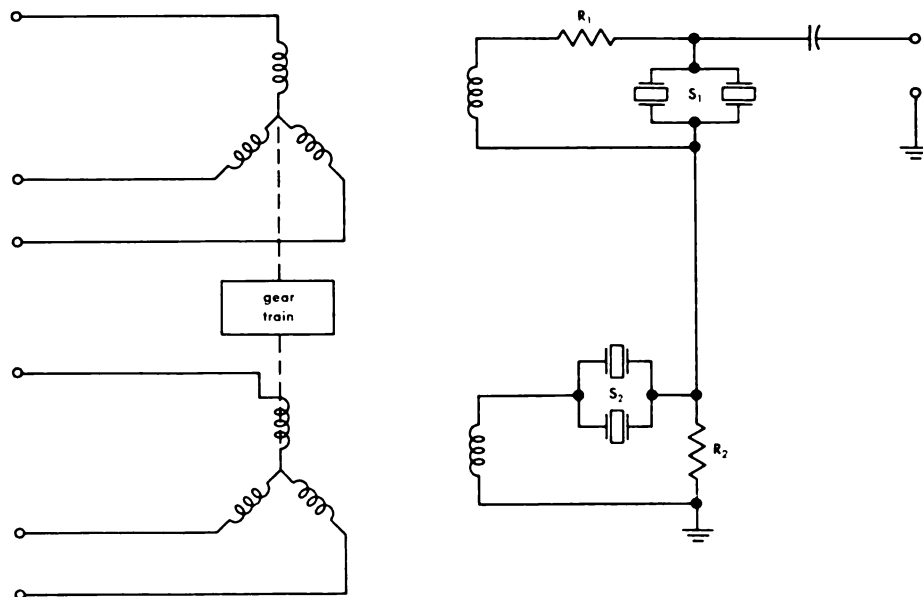 R₁
S₁
gear
train
S₂
R₂